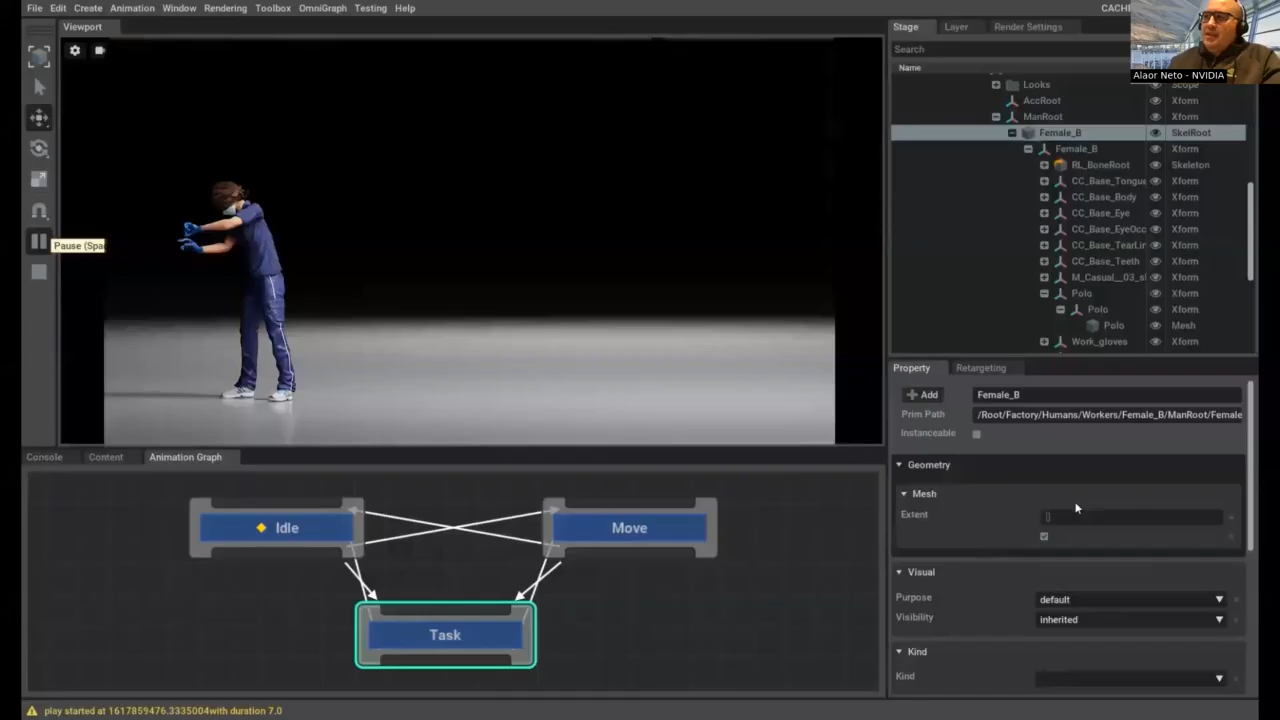 File Edit Create Animation Window Rendering Toolbox OmniGraph Testing Help
Viewport
Pause (Spa
Console Content Animation Graph
Idle
Move
Task
play started at 1617859476.3335004with duration 7.0
CACHE
Alaor Neto - NVIDIA
Stage Layer Render Settings
Search
Name
Looks Scope
AccRoot Xform
ManRoot Xform
Female_B SkelRoot
Female_B Xform
RL_BoneRoot Skeleton
CC_Base_Tongue Xform
CC_Base_Body Xform
CC_Base_Eye Xform
CC_Base_EyeOcc Xform
CC_Base_TearLin Xform
CC_Base_Teeth Xform
M_Casual__03_sl Xform
Polo Xform
Polo Xform
Polo Mesh
Work_gloves Xform
Property Retargeting
Add Female_B
Prim Path /Root/Factory/Humans/Workers/Female_B/ManRoot/Female
Instanceable
Geometry
Mesh
Extent []
Visual
Purpose default
Visibility inherited
Kind
Kind